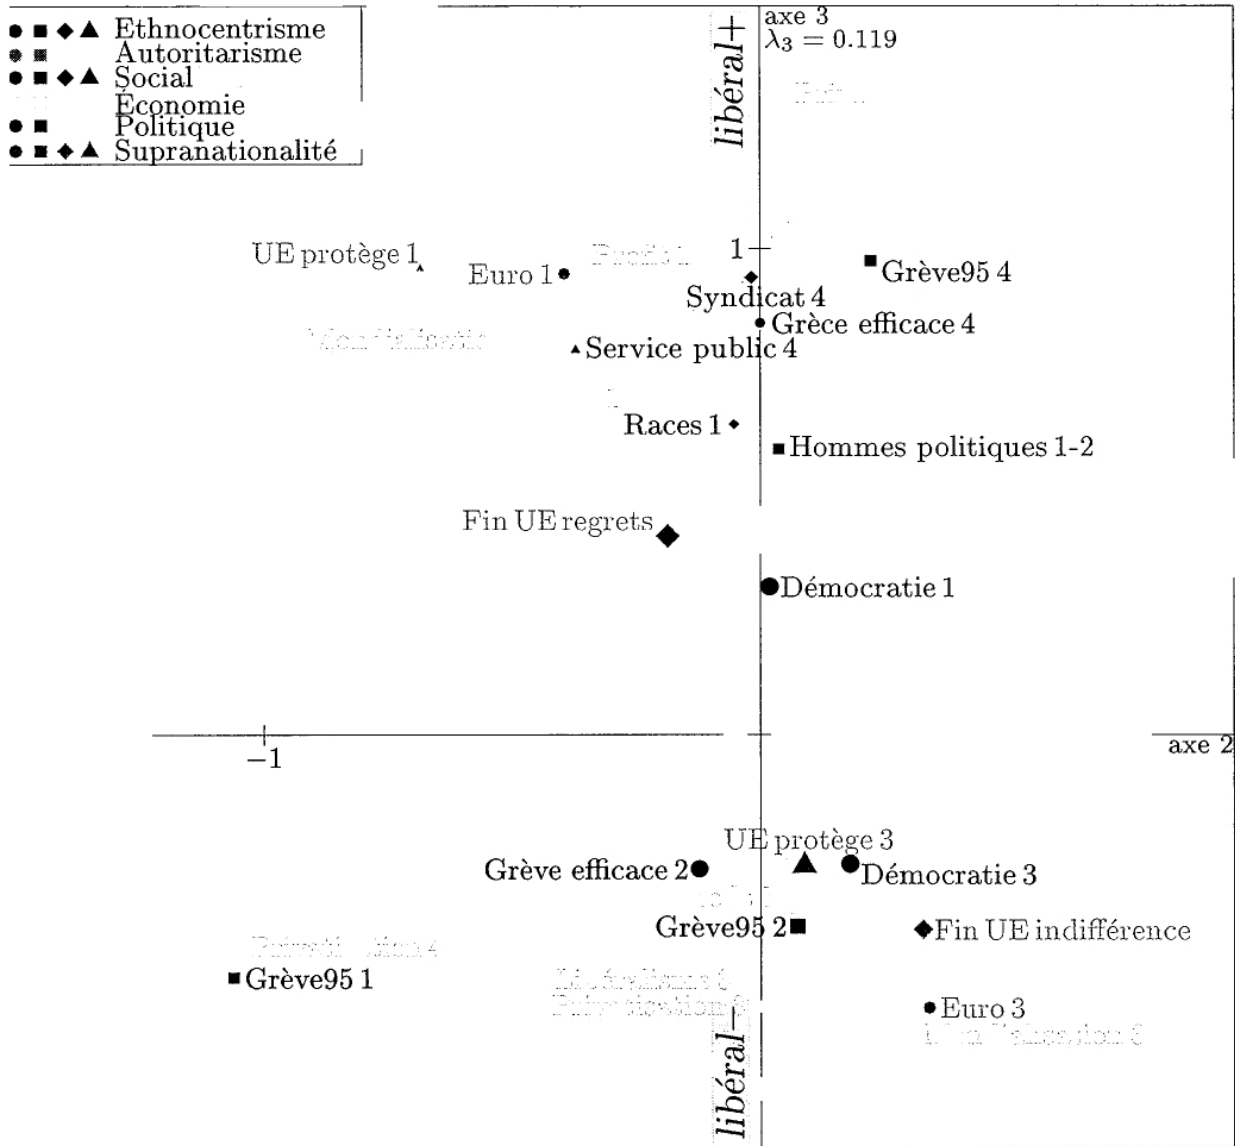 Ethnocentrisme
Autoritarisme
Social
Économie
Politique
Supranationalité
libéral+
axe 3
λ₃ = 0.119
1
UE protège 1
Euro 1
Grève95 4
Syndicat 4
Grèce efficace 4
Service public 4
Races 1
Hommes politiques 1-2
Fin UE regrets
Démocratie 1
−1
axe 2
UE protège 3
Grève efficace 2
Démocratie 3
Grève95 2
Fin UE indifférence
Grève95 1
Euro 3
libéral−